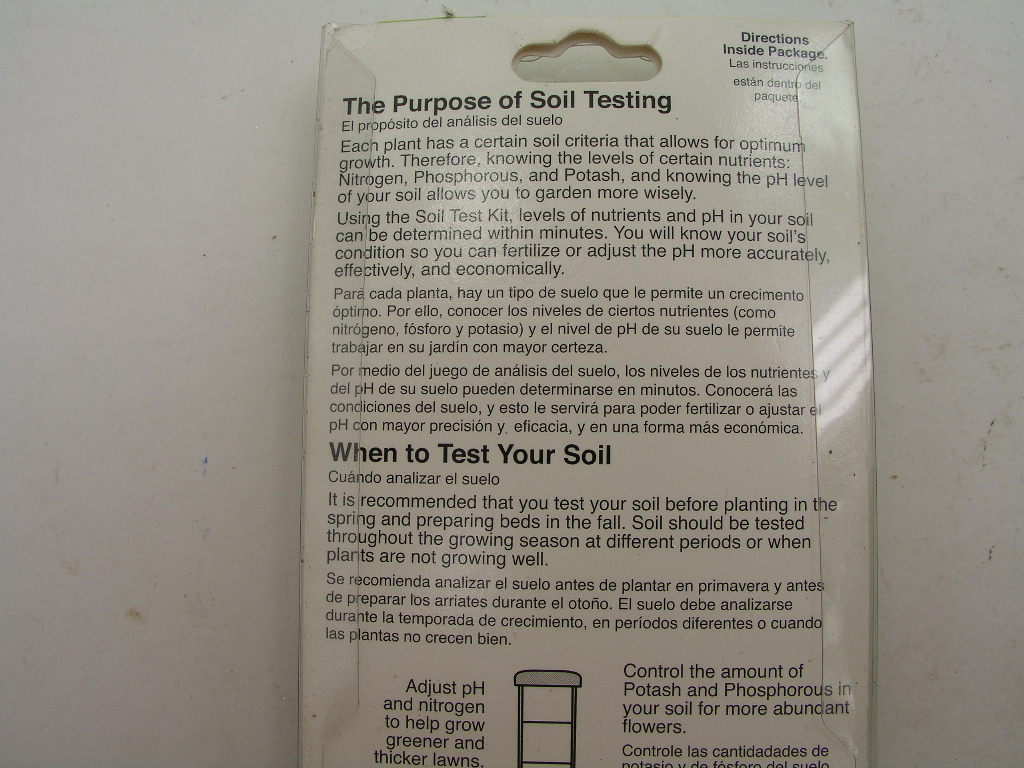 Directions
Inside Package.
Las instrucciones
están dentro del
paquete.
The Purpose of Soil Testing
El propósito del análisis del suelo
Each plant has a certain soil criteria that allows for optimum
growth. Therefore, knowing the levels of certain nutrients:
Nitrogen, Phosphorous, and Potash, and knowing the pH level
of your soil allows you to garden more wisely.
Using the Soil Test Kit, levels of nutrients and pH in your soil
can be determined within minutes. You will know your soil's
condition so you can fertilize or adjust the pH more accurately,
effectively, and economically.
Para cada planta, hay un tipo de suelo que le permite un crecimento
óptimo. Por ello, conocer los niveles de ciertos nutrientes (como
nitrógeno, fósforo y potasio) y el nivel de pH de su suelo le permite
trabajar en su jardín con mayor certeza.
Por medio del juego de análisis del suelo, los niveles de los nutrientes y
del pH de su suelo pueden determinarse en minutos. Conocerá las
condiciones del suelo, y esto le servirá para poder fertilizar o ajustar el
pH con mayor precisión y eficacia, y en una forma más económica.
When to Test Your Soil
Cuándo analizar el suelo
It is recommended that you test your soil before planting in the
spring and preparing beds in the fall. Soil should be tested
throughout the growing season at different periods or when
plants are not growing well.
Se recomienda analizar el suelo antes de plantar en primavera y antes
de preparar los arriates durante el otoño. El suelo debe analizarse
durante la temporada de crecimiento, en períodos diferentes o cuando
las plantas no crecen bien.
Adjust pH
and nitrogen
to help grow
greener and
thicker lawns.
Control the amount of
Potash and Phosphorous in
your soil for more abundant
flowers.
Controle las cantidadades de
potasio y de fósforo del suelo